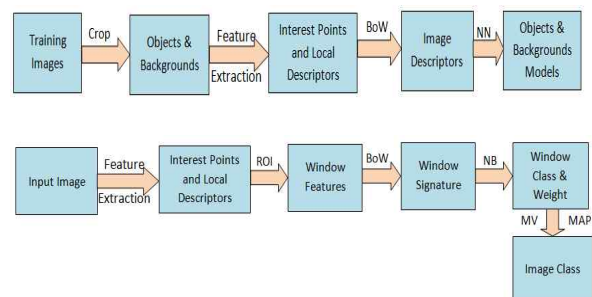 Training
Images
Crop
Objects &
Backgrounds
Feature
Extraction
Interest Points
and Local
Descriptors
BoW
Image
Descriptors
NN
Objects &
Backgrounds
Models
Input Image
Feature
Extraction
Interest Points
and Local
Descriptors
ROI
Window
Features
BoW
Window
Signature
NB
Window
Class &
Weight
MV MAP
Image Class